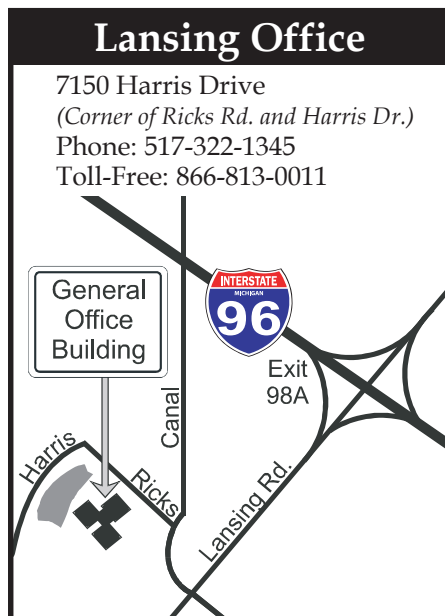 Lansing Office
7150 Harris Drive
(Corner of Ricks Rd. and Harris Dr.)
Phone: 517-322-1345
Toll-Free: 866-813-0011
General
Office
Building
INTERSTATE
MICHIGAN
96
Exit
98A
Canal
Harris
Ricks
Lansing Rd.